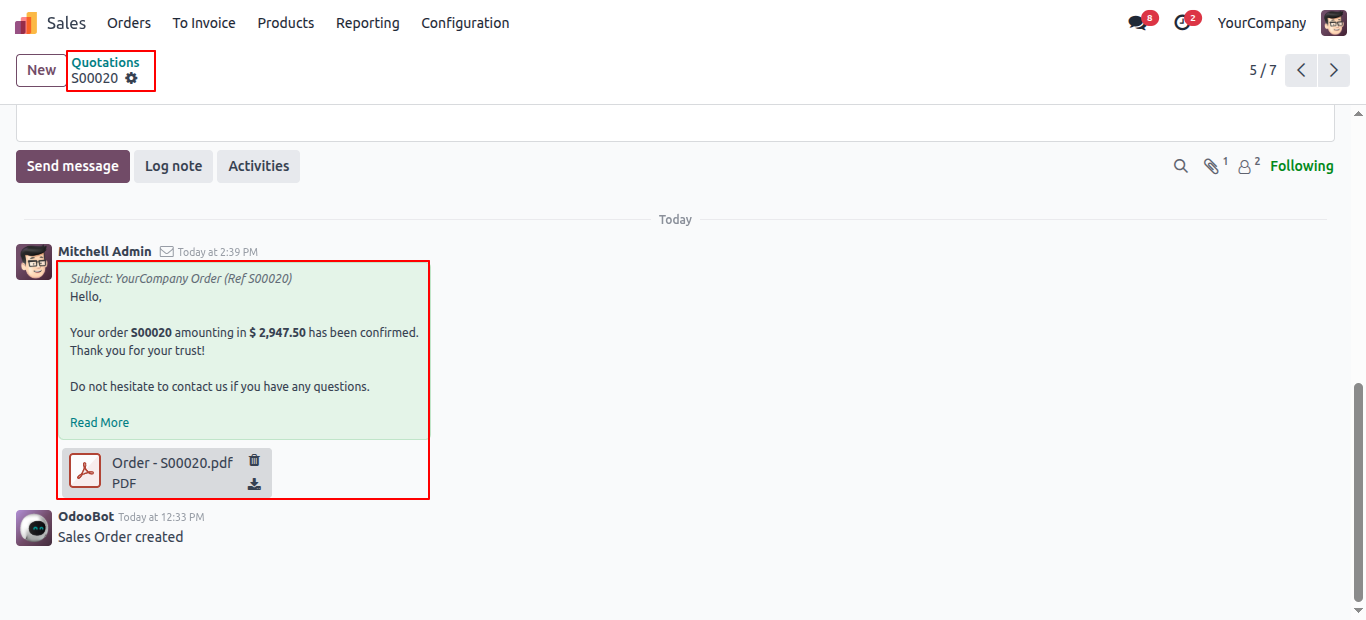 Sales Orders To Invoice Products Reporting Configuration 8 2 YourCompany
New Quotations
S00020 5 / 7
Send message Log note Activities 1 2 Following
Today
Mitchell Admin Today at 2:39 PM
Subject: YourCompany Order (Ref S00020)
Hello,
Your order S00020 amounting in $ 2,947.50 has been confirmed.
Thank you for your trust!
Do not hesitate to contact us if you have any questions.
Read More
Order - S00020.pdf
PDF
OdooBot Today at 12:33 PM
Sales Order created